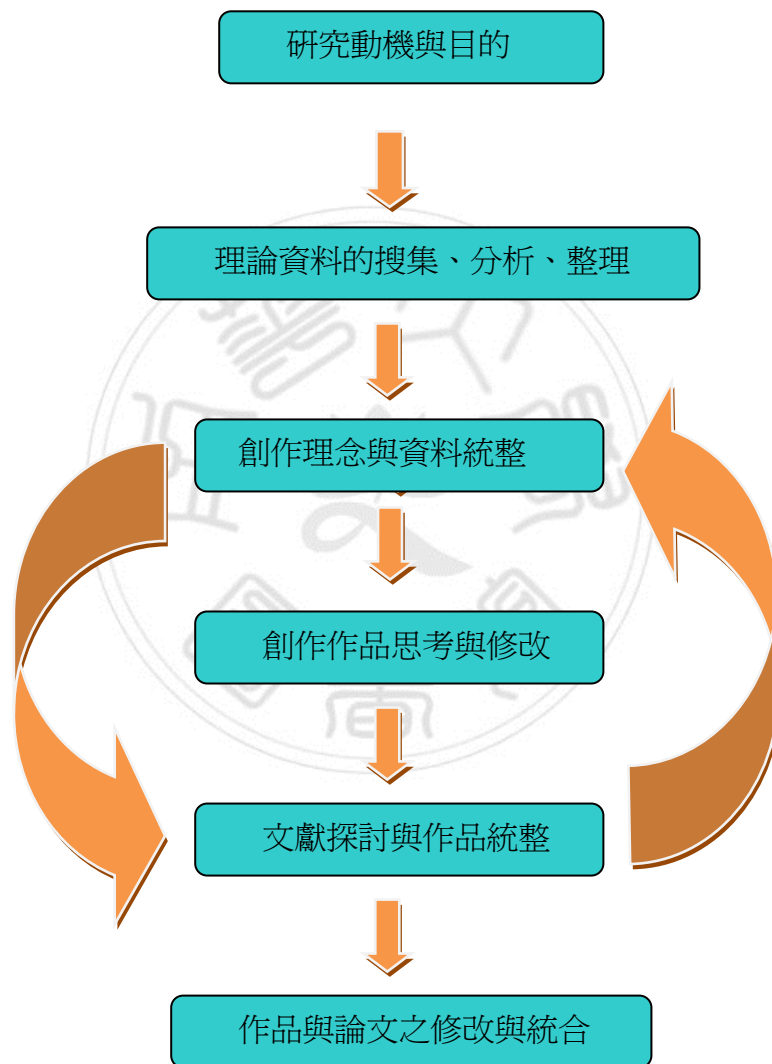 研究動機與目的
理論資料的搜集、分析、整理
創作理念與資料統整
創作作品思考與修改
文獻探討與作品統整
作品與論文之修改與統合